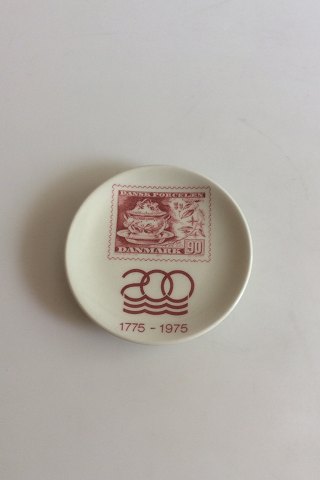 DANSK PORCELÆN
DANMARK 90
200
1775 - 1975